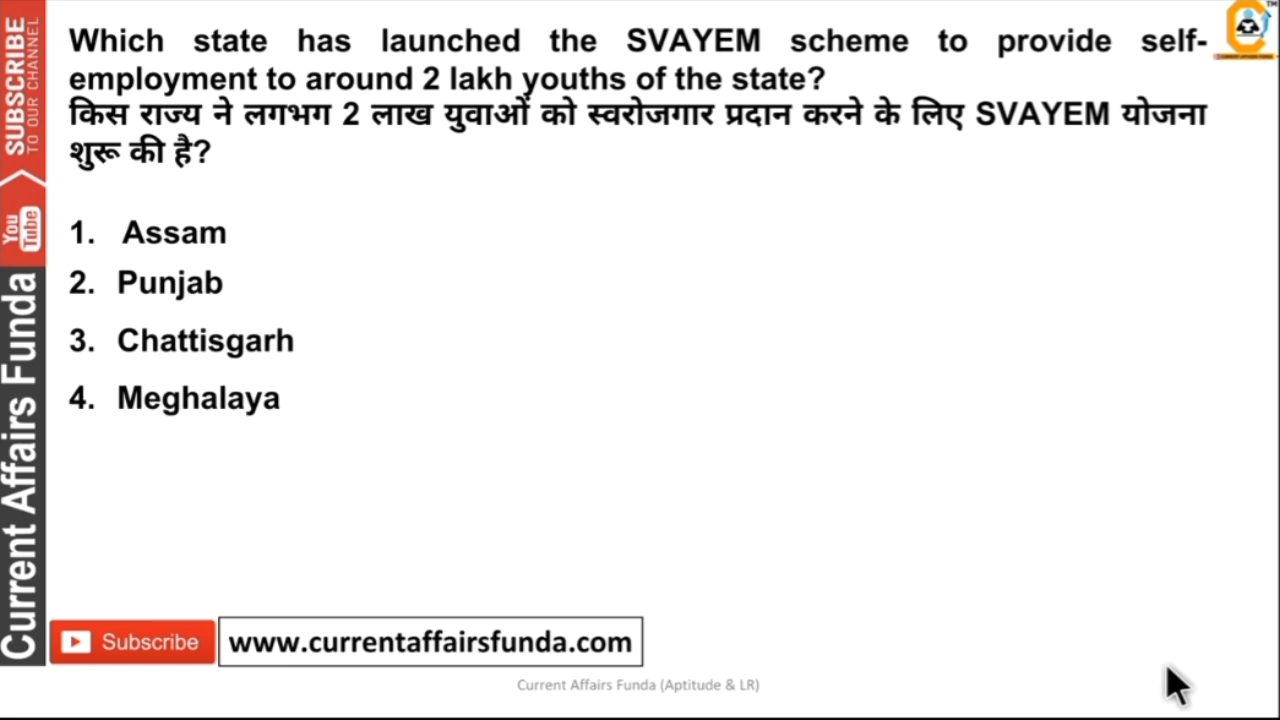 Which state has launched the SVAYEM scheme to provide self-
employment to around 2 lakh youths of the state?
किस राज्य ने लगभग 2 लाख युवाओं को स्वरोजगार प्रदान करने के लिए SVAYEM योजना
शुरू की है?
1. Assam
2. Punjab
3. Chattisgarh
4. Meghalaya
SUBSCRIBE
TO OUR CHANNEL
You
Tube
Current Affairs Funda
Subscribe
www.currentaffairsfunda.com
Current Affairs Funda (Aptitude & LR)
TM